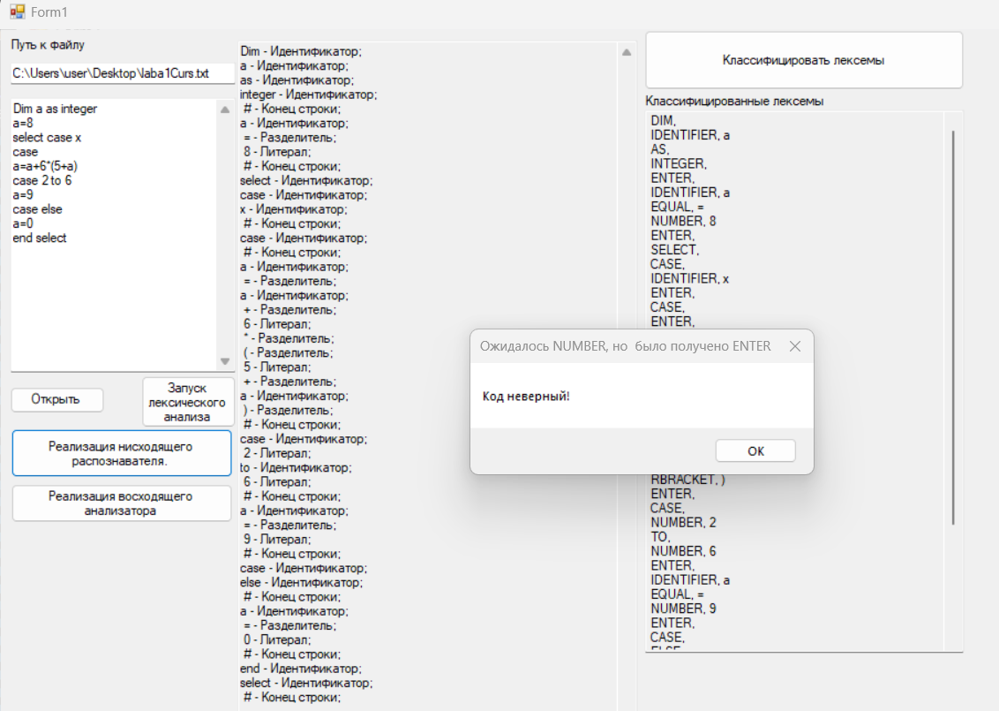 Form1
Путь к файлу
C:\Users\user\Desktop\laba1Curs.txt
Dim a as integer
a=8
select case x
case
a=a+6*(5+a)
case 2 to 6
a=9
case else
a=0
end select
Открыть
Запуск
лексического
анализа
Реализация нисходящего
распознавателя.
Реализация восходящего
анализатора
Dim - Идентификатор;
a - Идентификатор;
as - Идентификатор;
integer - Идентификатор;
# - Конец строки;
a - Идентификатор;
= - Разделитель;
8 - Литерал;
# - Конец строки;
select - Идентификатор;
case - Идентификатор;
x - Идентификатор;
# - Конец строки;
case - Идентификатор;
# - Конец строки;
a - Идентификатор;
= - Разделитель;
a - Идентификатор;
+ - Разделитель;
6 - Литерал;
* - Разделитель;
( - Разделитель;
5 - Литерал;
+ - Разделитель;
a - Идентификатор;
) - Разделитель;
# - Конец строки;
case - Идентификатор;
2 - Литерал;
to - Идентификатор;
6 - Литерал;
# - Конец строки;
a - Идентификатор;
= - Разделитель;
9 - Литерал;
# - Конец строки;
case - Идентификатор;
else - Идентификатор;
# - Конец строки;
a - Идентификатор;
= - Разделитель;
0 - Литерал;
# - Конец строки;
end - Идентификатор;
select - Идентификатор;
# - Конец строки;
Классифицировать лексемы
Классифицированные лексемы
DIM,
IDENTIFIER, a
AS,
INTEGER,
ENTER,
IDENTIFIER, a
EQUAL, =
NUMBER, 8
ENTER,
SELECT,
CASE,
IDENTIFIER, x
ENTER,
CASE,
ENTER,
Ожидалось NUMBER, но было получено ENTER
Код неверный!
OK
RBRACKET, )
ENTER,
CASE,
NUMBER, 2
TO,
NUMBER, 6
ENTER,
IDENTIFIER, a
EQUAL, =
NUMBER, 9
ENTER,
CASE,